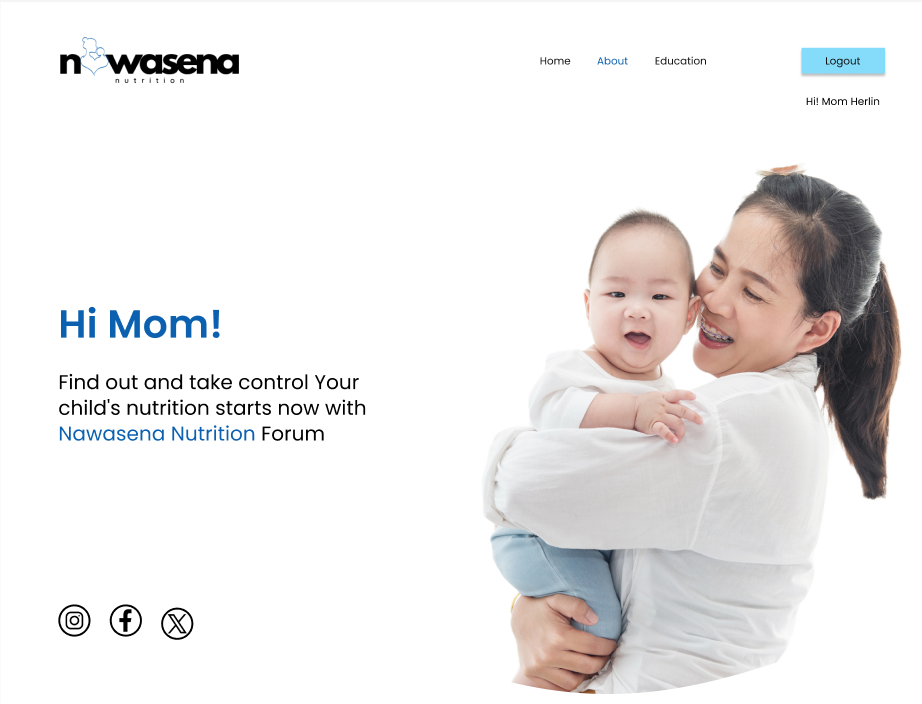 nawasena
nutrition
Home About Education Logout
Hi! Mom Herlin
Hi Mom!
Find out and take control Your
child's nutrition starts now with
Nawasena Nutrition Forum